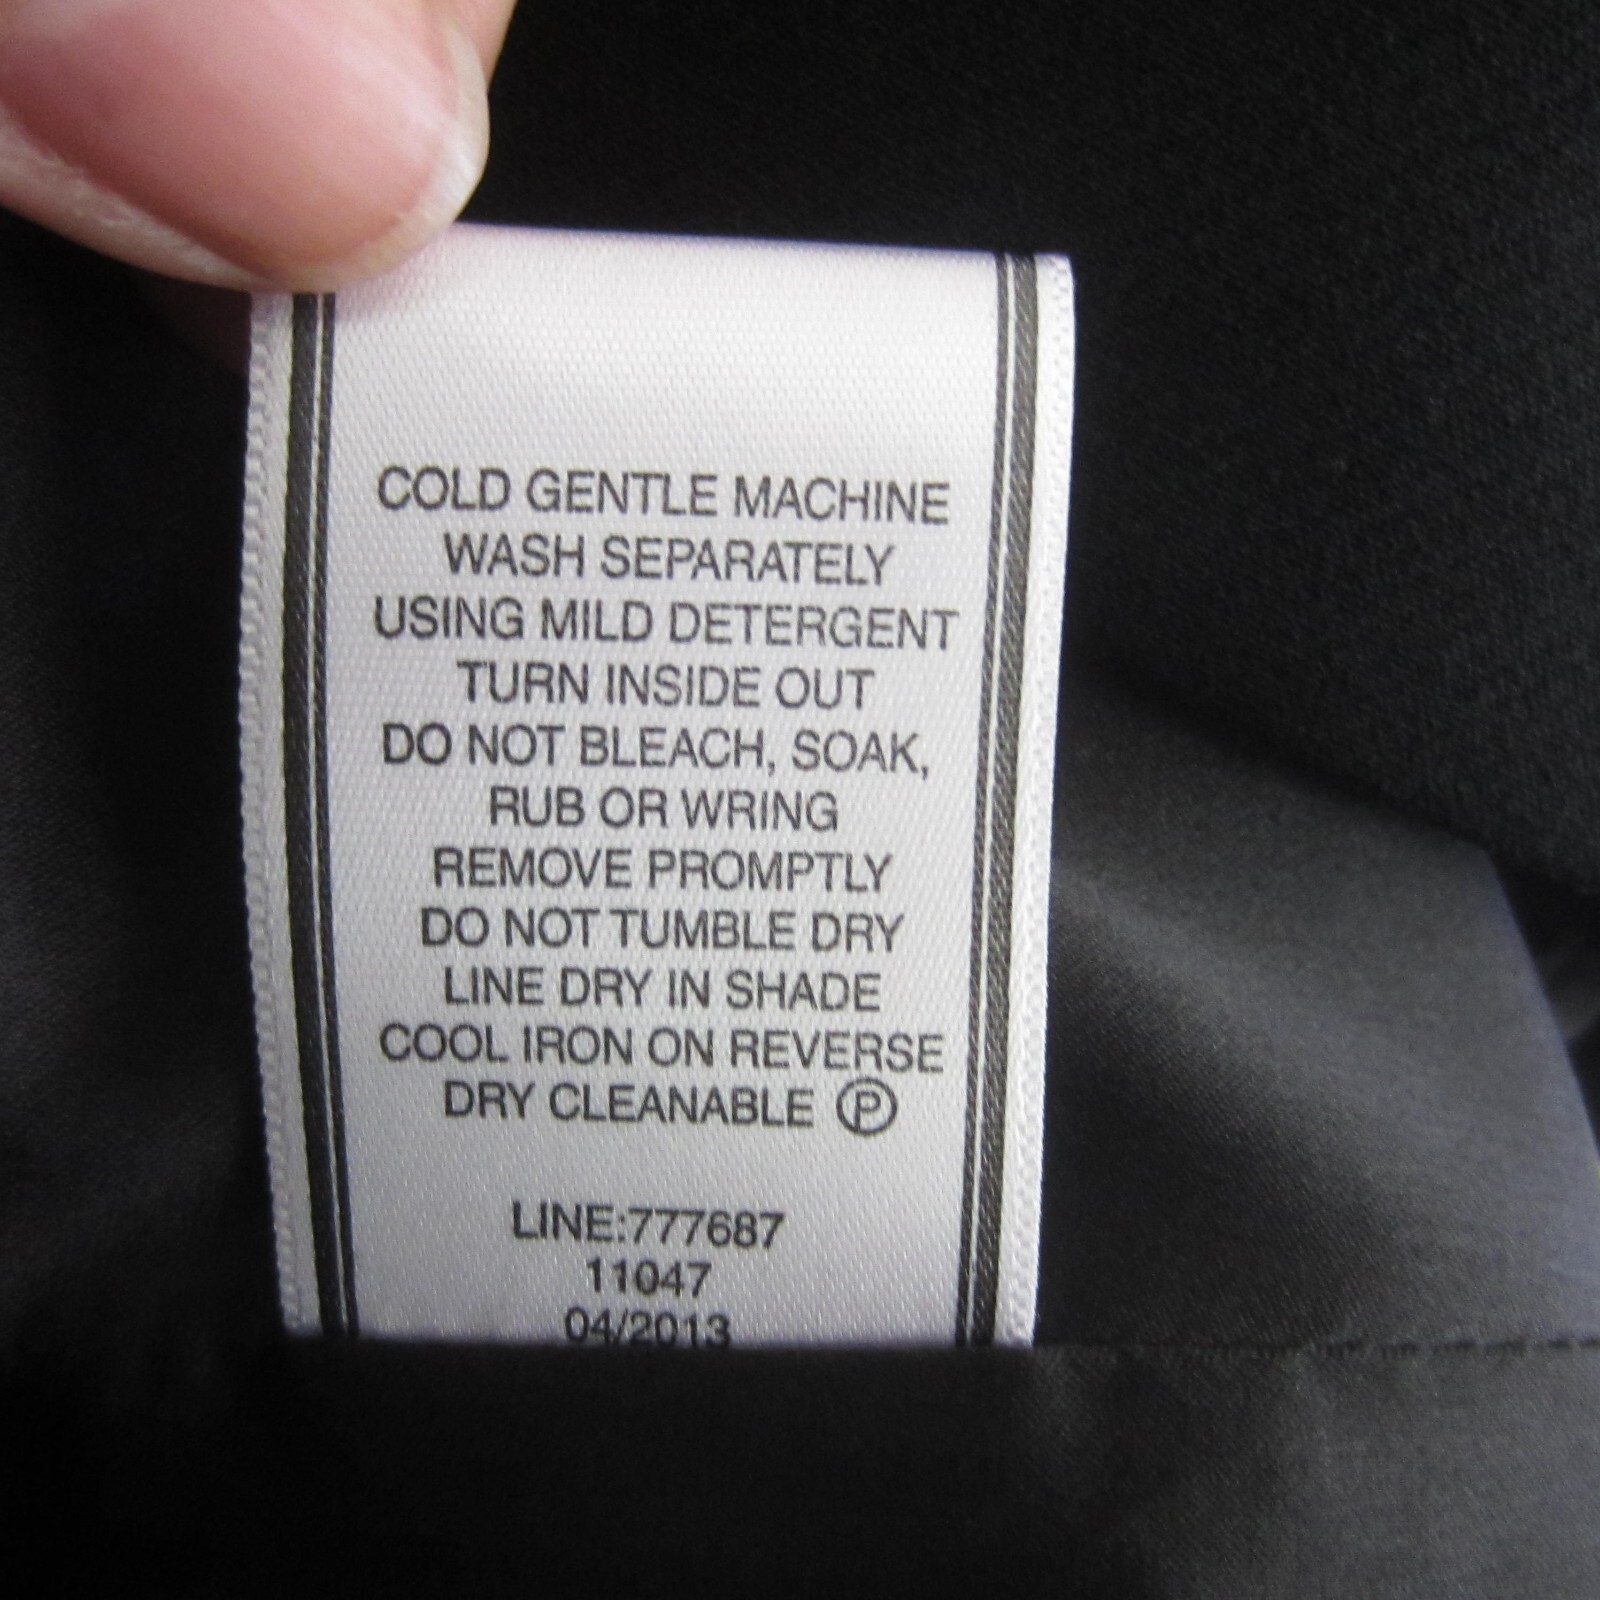 COLD GENTLE MACHINE
WASH SEPARATELY
USING MILD DETERGENT
TURN INSIDE OUT
DO NOT BLEACH, SOAK,
RUB OR WRING
REMOVE PROMPTLY
DO NOT TUMBLE DRY
LINE DRY IN SHADE
COOL IRON ON REVERSE
DRY CLEANABLE Ⓟ
LINE:777687
11047
04/2013